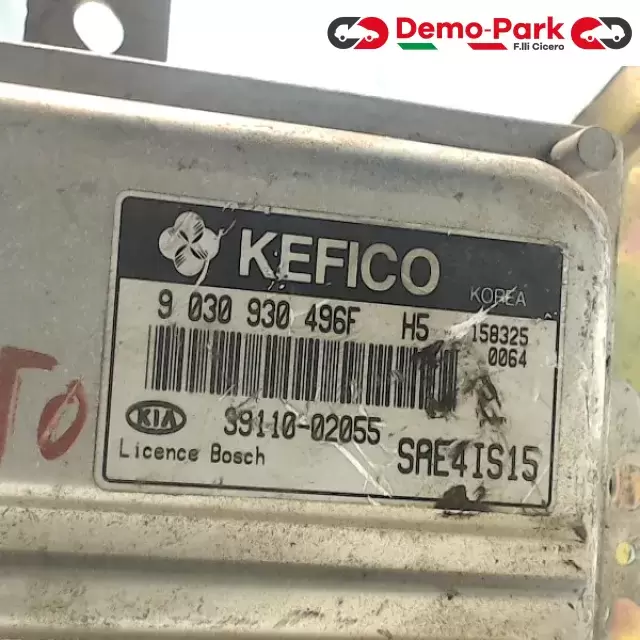 Demo-Park
F.lli Cicero
KEFICO
KOREA
9 030 930 496F H5 158325
0064
KIA 39110-02055
Licence Bosch SAE4IS15
TO